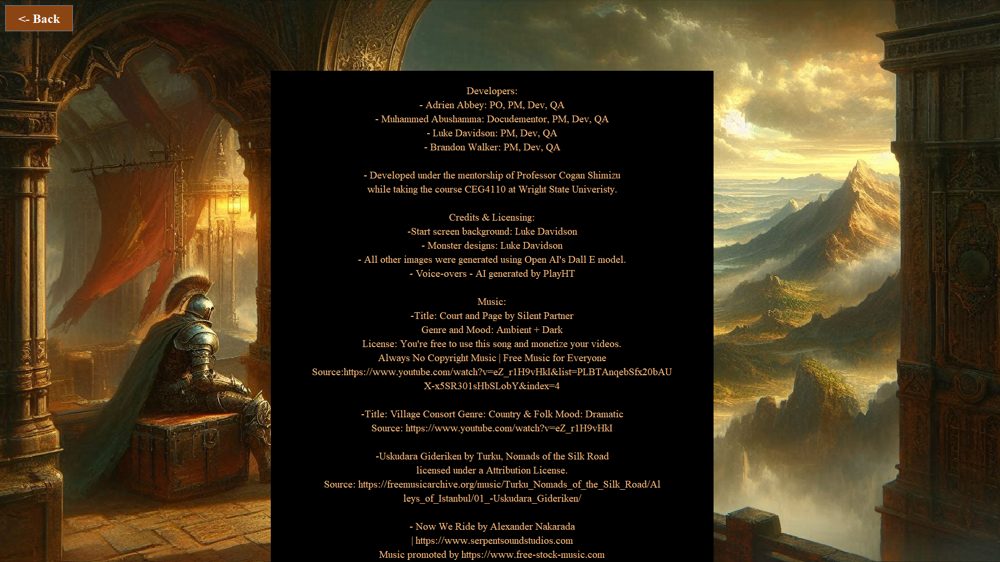 <- Back
Developers:
- Adrien Abbey: PO, PM, Dev, QA
- Muhammed Abushamma: Docudementor, PM, Dev, QA
- Luke Davidson: PM, Dev, QA
- Brandon Walker: PM, Dev, QA
- Developed under the mentorship of Professor Cogan Shimizu
while taking the course CEG4110 at Wright State Univeristy.
Credits & Licensing:
-Start screen background: Luke Davidson
- Monster designs: Luke Davidson
- All other images were generated using Open AI's Dall E model.
- Voice-overs - AI generated by PlayHT
Music:
-Title: Court and Page by Silent Partner
Genre and Mood: Ambient + Dark
License: You're free to use this song and monetize your videos.
Always No Copyright Music | Free Music for Everyone
Source:https://www.youtube.com/watch?v=eZ_r1H9vHkI&list=PLBTAnqebSfx20bAU
X-x5SR301sHbSLobY&index=4
-Title: Village Consort Genre: Country & Folk Mood: Dramatic
Source: https://www.youtube.com/watch?v=eZ_r1H9vHkI
-Uskudara Gideriken by Turku, Nomads of the Silk Road
licensed under a Attribution License.
Source: https://freemusicarchive.org/music/Turku_Nomads_of_the_Silk_Road/Al
leys_of_Istanbul/01_-Uskudara_Gideriken/
- Now We Ride by Alexander Nakarada
| https://www.serpentsoundstudios.com
Music promoted by https://www.free-stock-music.com